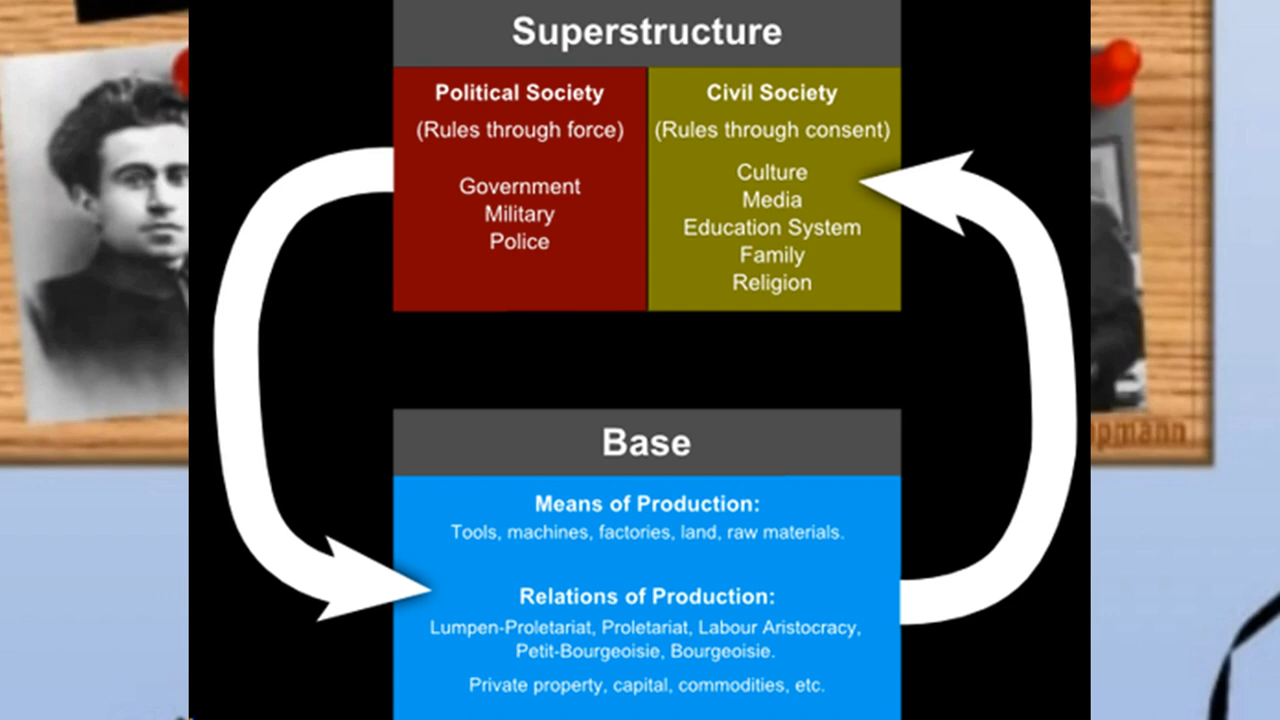 Superstructure
Political Society
(Rules through force)
Government
Military
Police
Civil Society
(Rules through consent)
Culture
Media
Education System
Family
Religion
Base
Means of Production:
Tools, machines, factories, land, raw materials.
Relations of Production:
Lumpen-Proletariat, Proletariat, Labour Aristocracy,
Petit-Bourgeoisie, Bourgeoisie.
Private property, capital, commodities, etc.
pmann